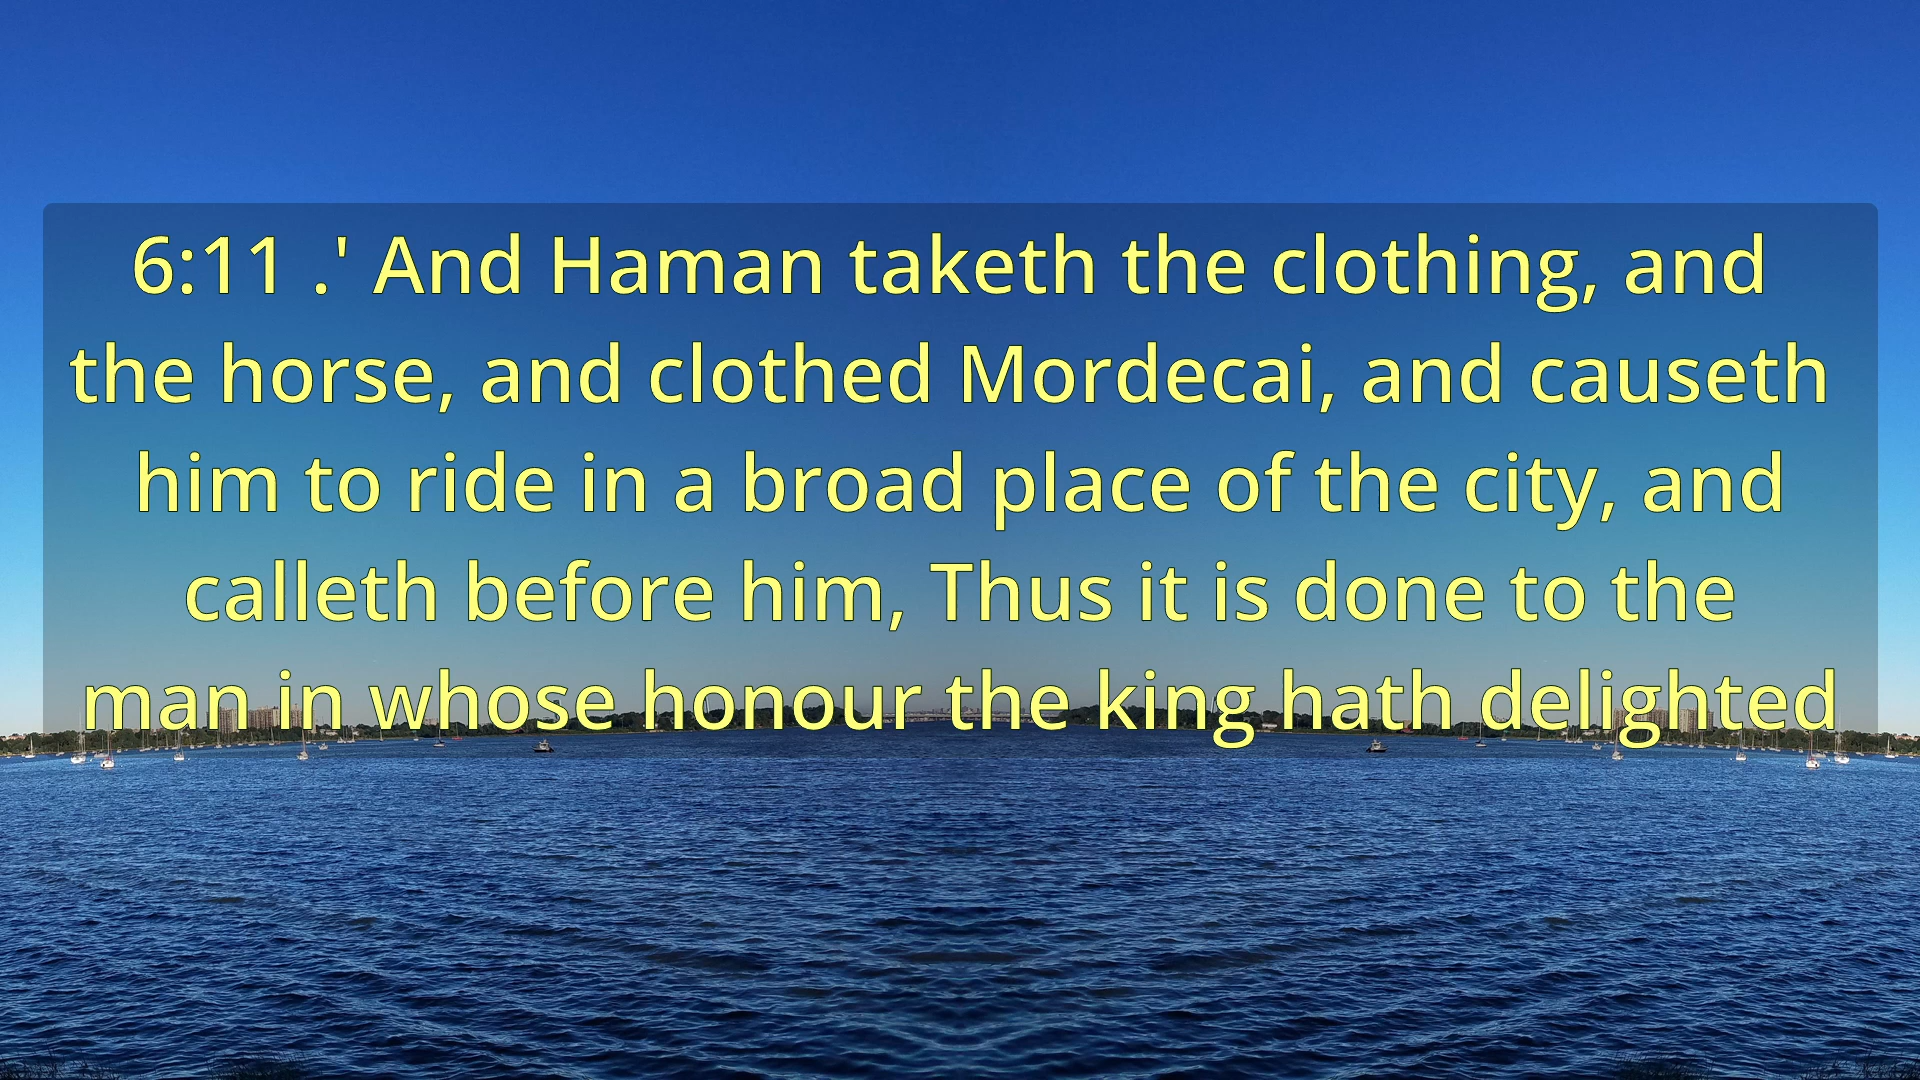 6:11 .' And Haman taketh the clothing, and
the horse, and clothed Mordecai, and causeth
him to ride in a broad place of the city, and
calleth before him, Thus it is done to the
man in whose honour the king hath delighted